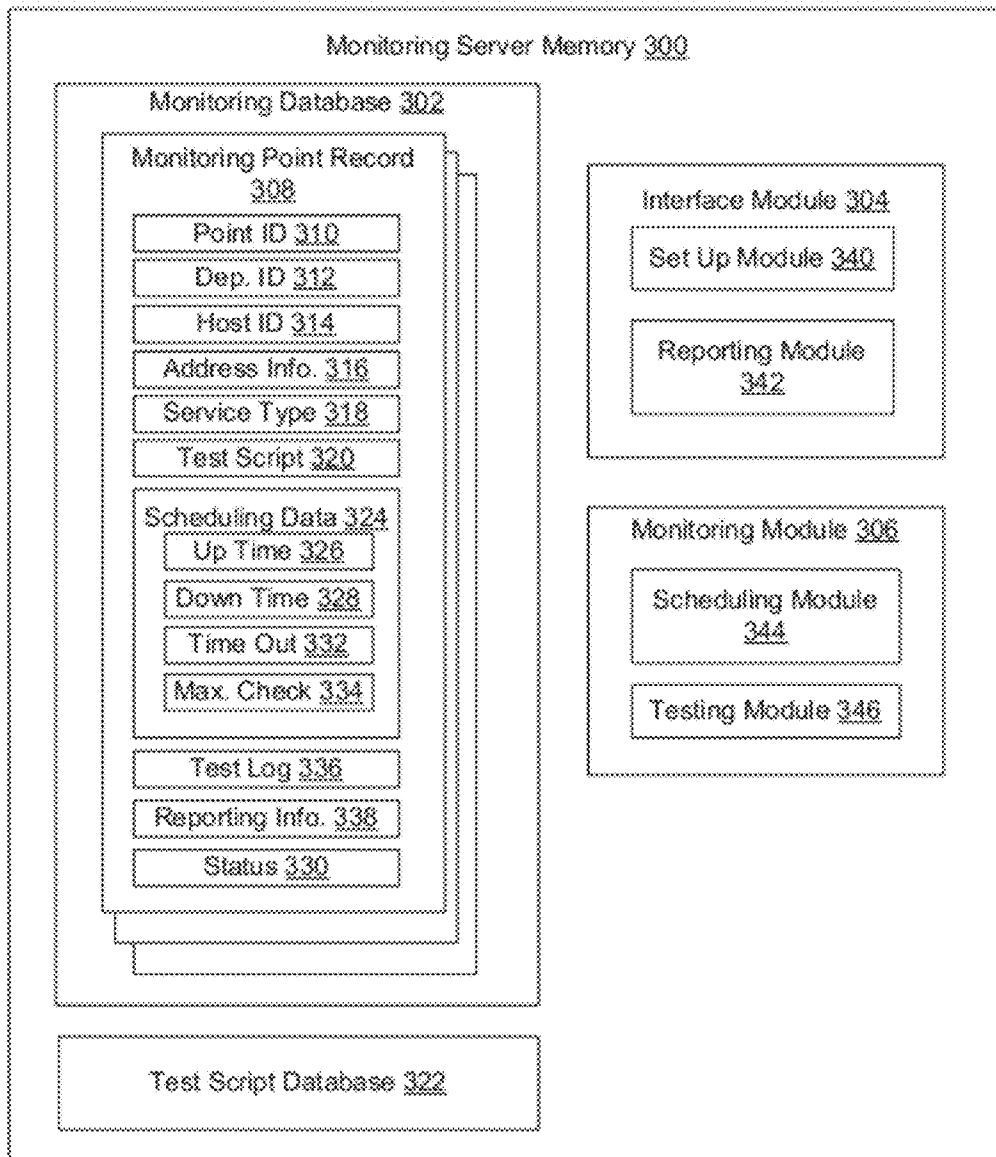 Monitoring Server Memory 300
Monitoring Database 302
Monitoring Point Record
308
Point ID 310
Dep. ID 312
Host ID 314
Address Info. 316
Service Type 318
Test Script 320
Scheduling Data 324
Up Time 326
Down Time 328
Time Out 332
Max. Check 334
Test Log 336
Reporting Info. 338
Status 330
Test Script Database 322
Interface Module 304
Set Up Module 340
Reporting Module
342
Monitoring Module 306
Scheduling Module
344
Testing Module 346